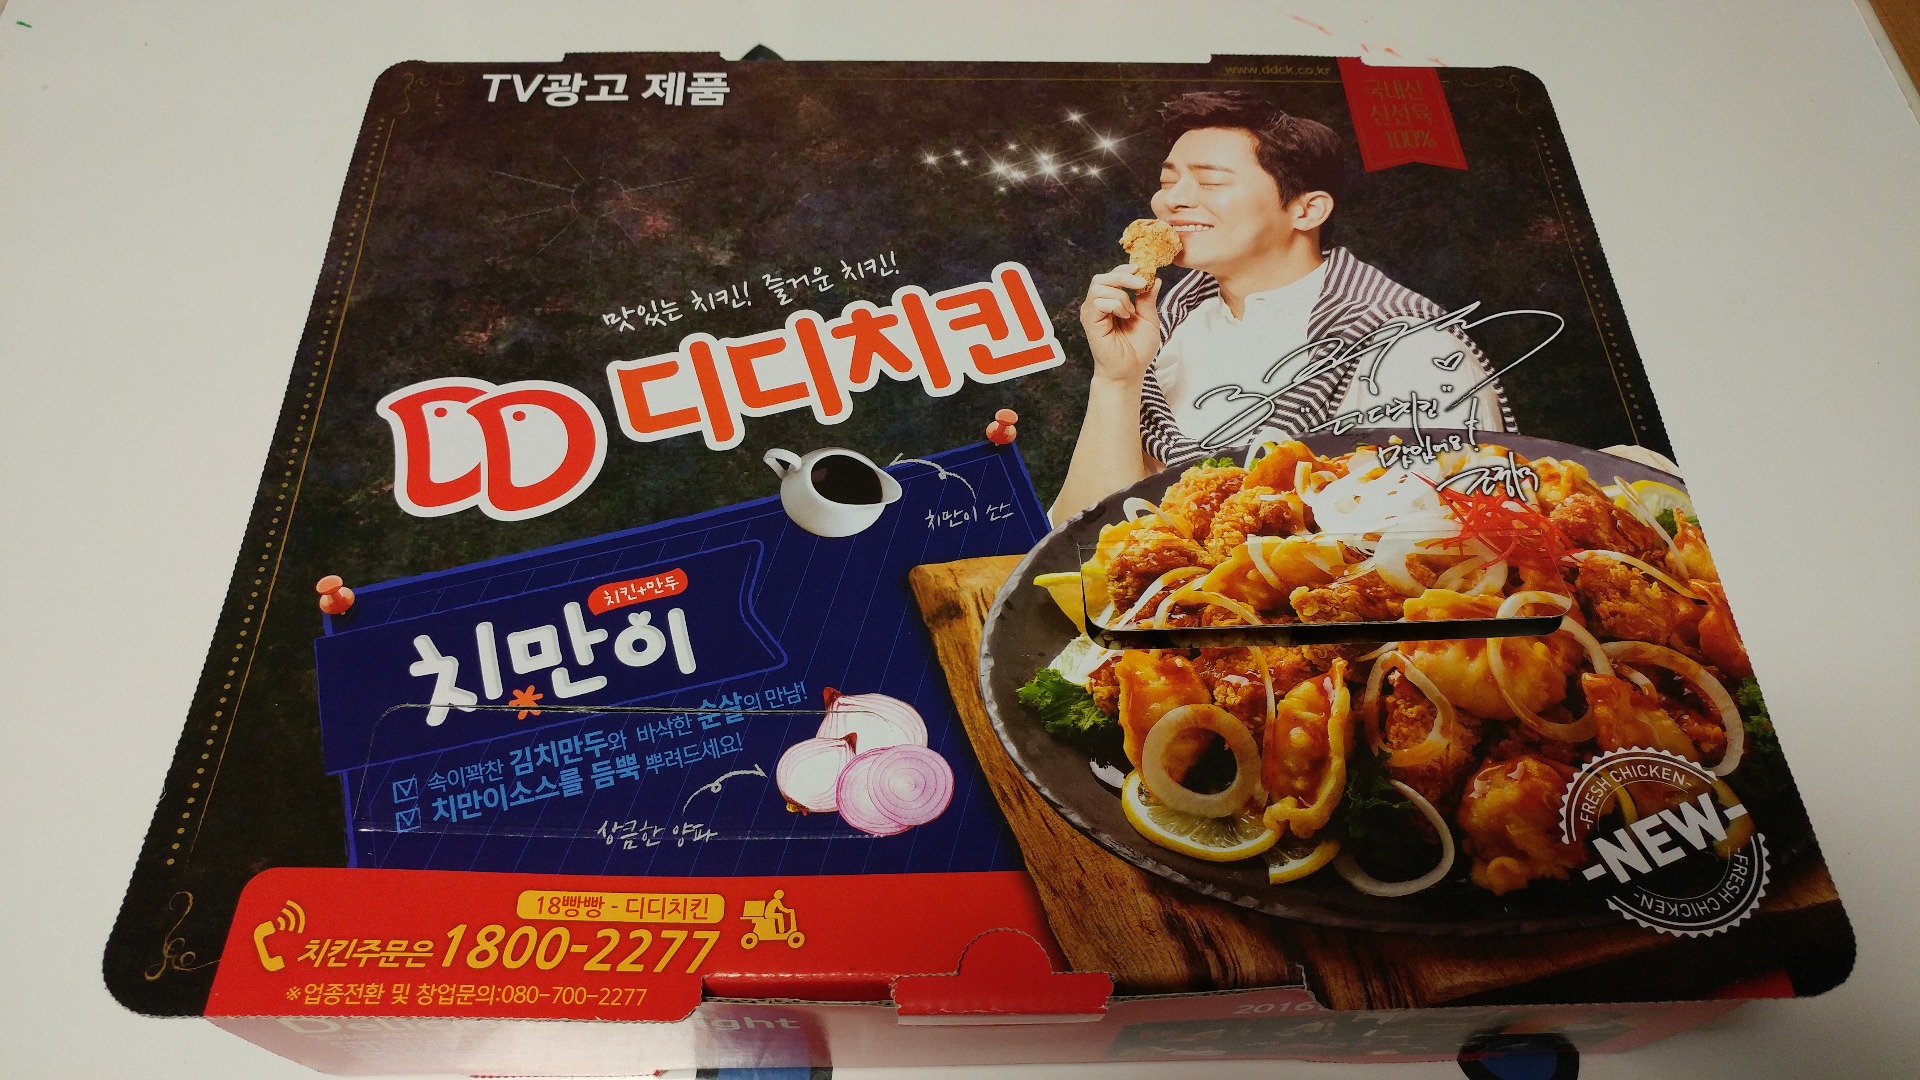 TV광고 제품
www.ddck.co.kr
국내산
신선육
100%
맛있는 치킨! 즐거운 치킨!
DD 디디치킨
"디디치킨"
맛있어요!
치만이 소스
치킨+만두
치만이
속이꽉찬 김치만두와 바삭한 순살의 만남!
치만이소스를 듬뿍 뿌려드세요!
상큼한 양파
-FRESH CHICKEN-
-NEW-
-FRESH CHICKEN-
18빵빵 - 디디치킨
치킨주문은 1800-2277
※업종전환 및 창업문의:080-700-2277
2016